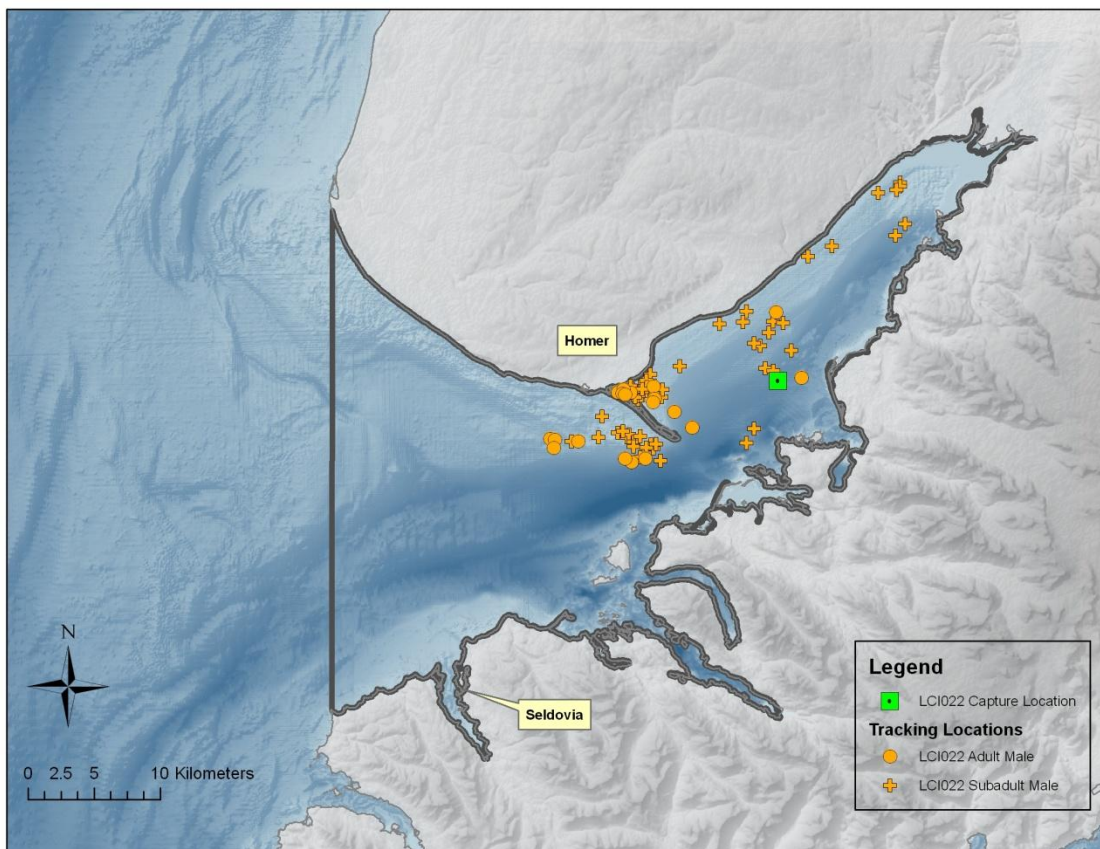 Homer
Seldovia
N
0 2.5 5 10 Kilometers
Legend
LCI022 Capture Location
Tracking Locations
LCI022 Adult Male
LCI022 Subadult Male